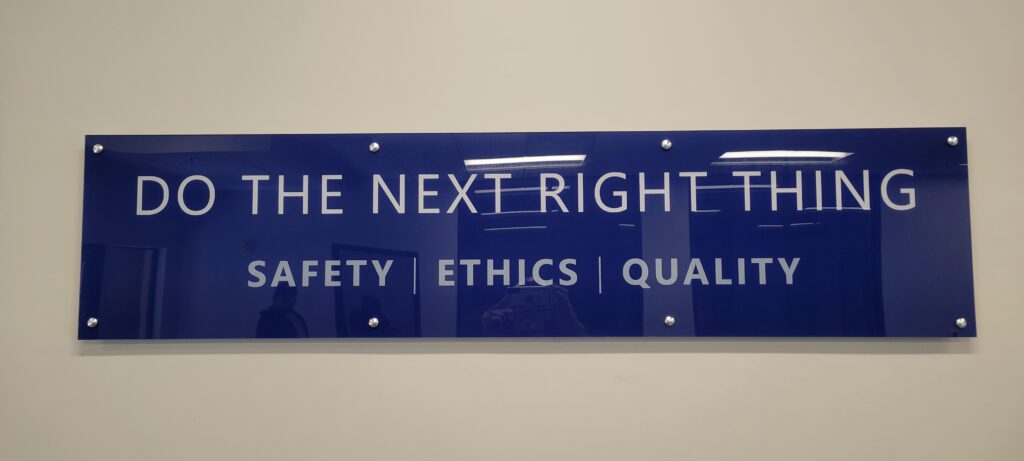 DO THE NEXT RIGHT THING
SAFETY | ETHICS | QUALITY